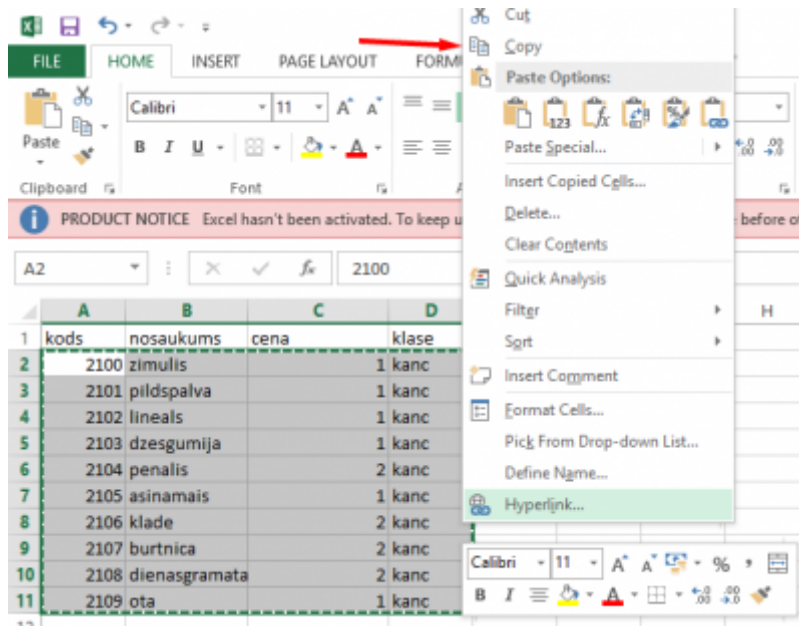 Cut
FILE HOME INSERT PAGE LAYOUT FORM
Copy
Paste Options:
Calibri 11
123
Paste B I U
Paste Special...
Clipboard Font
Insert Copied Cells...
PRODUCT NOTICE Excel hasn't been activated. To keep u
before o
Delete...
Clear Contents
A2 fx 2100
Quick Analysis
Filter
Sort
Insert Comment
Format Cells...
Pick From Drop-down List...
Define Name...
Hyperlink...
A B C D H
1 kods nosaukums cena klase
2 2100 zimulis 1 kanc
3 2101 pildspalva 1 kanc
4 2102 lineals 1 kanc
5 2103 dzesgumija 1 kanc
6 2104 penalis 2 kanc
7 2105 asinamais 1 kanc
8 2106 klade 2 kanc
9 2107 burtnica 2 kanc
10 2108 dienasgramata 2 kanc
11 2109 ota 1 kanc
Calibri 11 A A % ,
B I A .00 .00